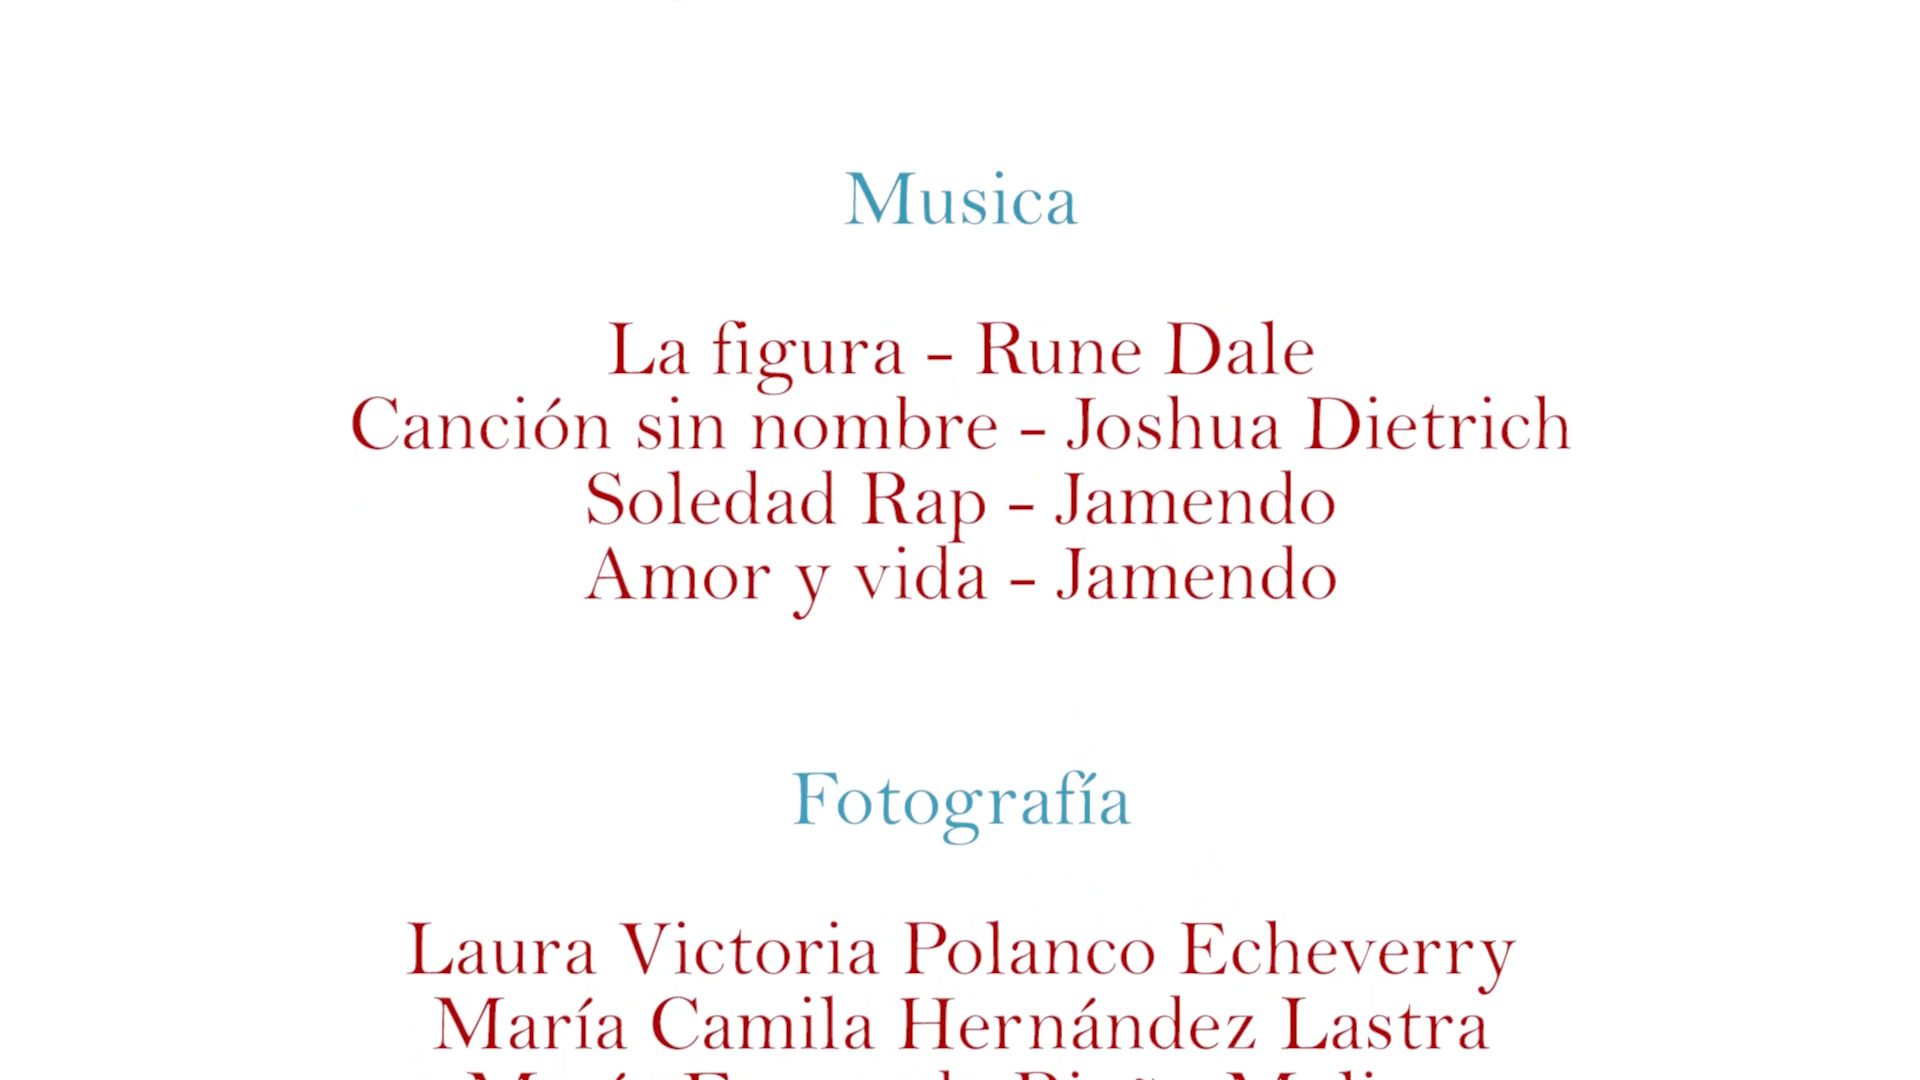 Musica
La figura - Rune Dale
Canción sin nombre - Joshua Dietrich
Soledad Rap - Jamendo
Amor y vida - Jamendo
Fotografía
Laura Victoria Polanco Echeverry
María Camila Hernández Lastra